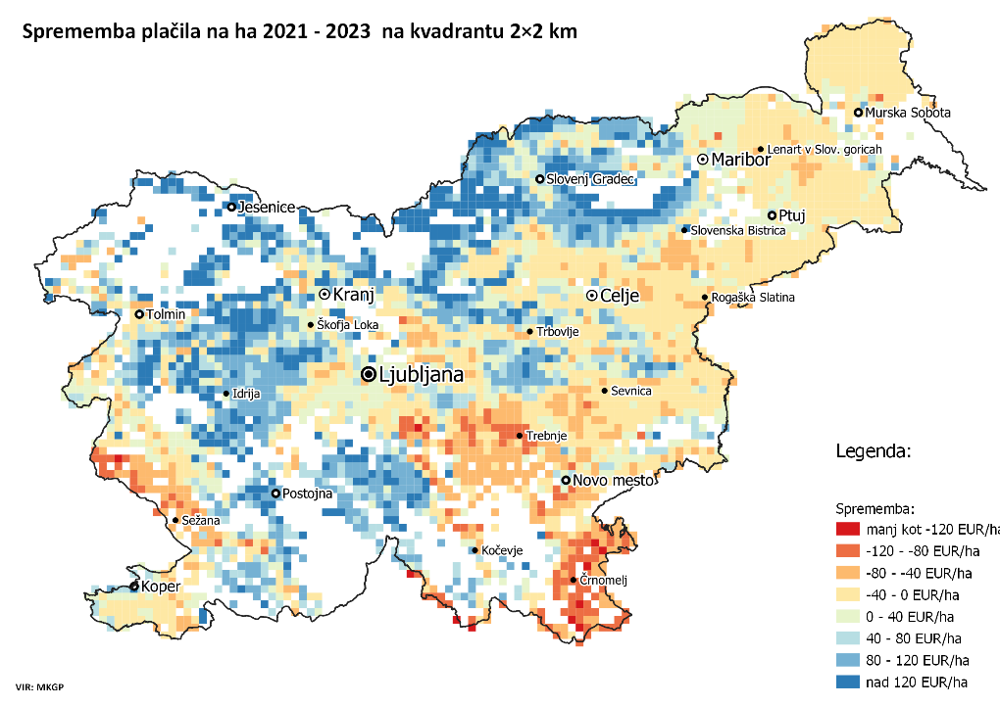 Sprememba plačila na ha 2021 - 2023 na kvadrantu 2×2 km
Murska Sobota
Lenart v Slov. goricah
Maribor
Slovenj Gradec
Jesenice
Ptuj
Slovenska Bistrica
Kranj
Celje
Rogaška Slatina
Tolmin
Škofja Loka
Trbovlje
Ljubljana
Idrija
Sevnica
Trebnje
Novo mesto
Postojna
Sežana
Kočevje
Črnomelj
Koper
Legenda:
Sprememba:
manj kot -120 EUR/ha
-120 - -80 EUR/ha
-80 - -40 EUR/ha
-40 - 0 EUR/ha
0 - 40 EUR/ha
40 - 80 EUR/ha
80 - 120 EUR/ha
nad 120 EUR/ha
VIR: MKGP